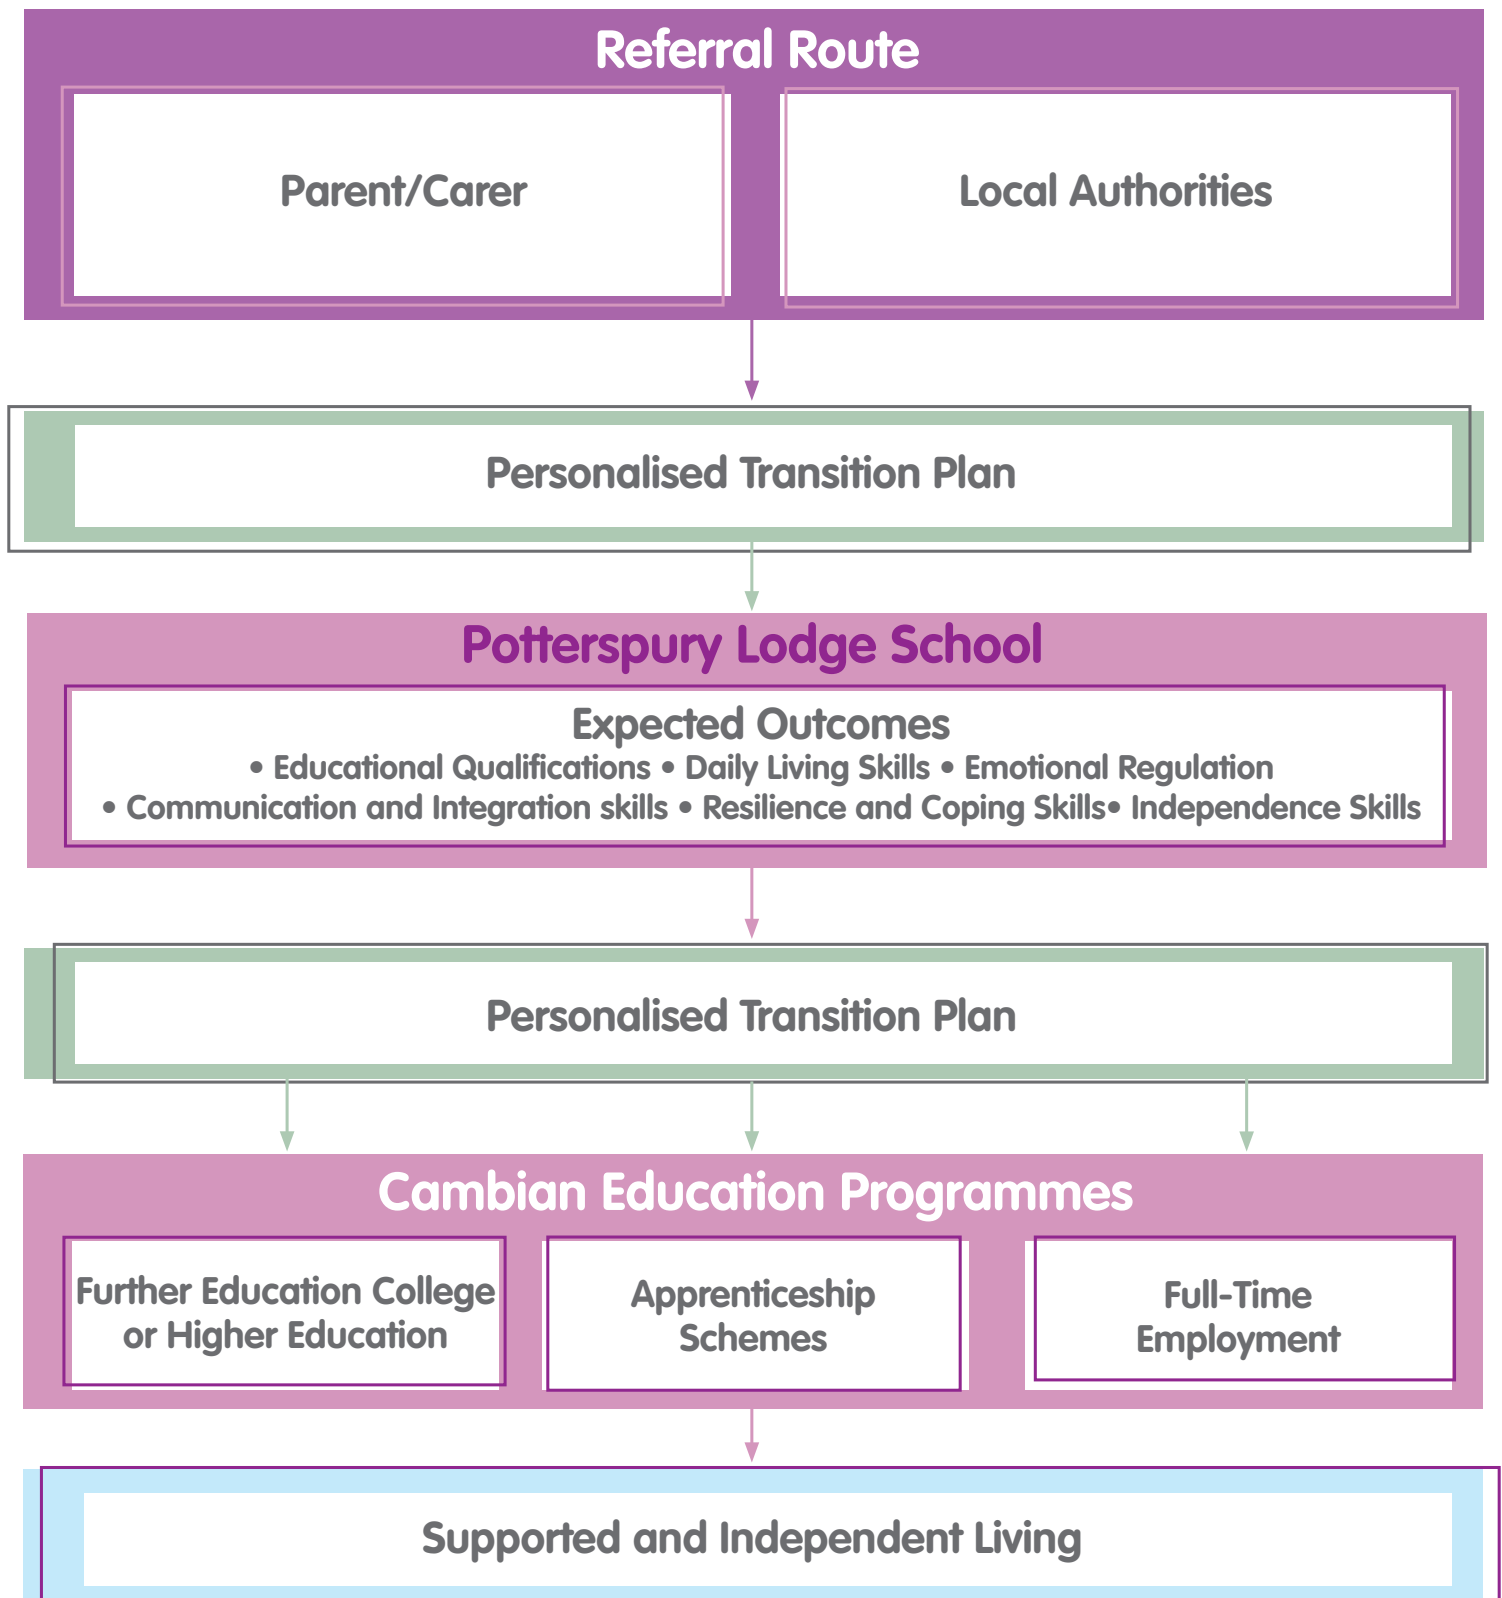 Referral Route
Parent/Carer
Local Authorities
Personalised Transition Plan
Potterspury Lodge School
Expected Outcomes
• Educational Qualifications • Daily Living Skills • Emotional Regulation
• Communication and Integration skills • Resilience and Coping Skills• Independence Skills
Personalised Transition Plan
Cambian Education Programmes
Further Education College
or Higher Education
Apprenticeship
Schemes
Full-Time
Employment
Supported and Independent Living